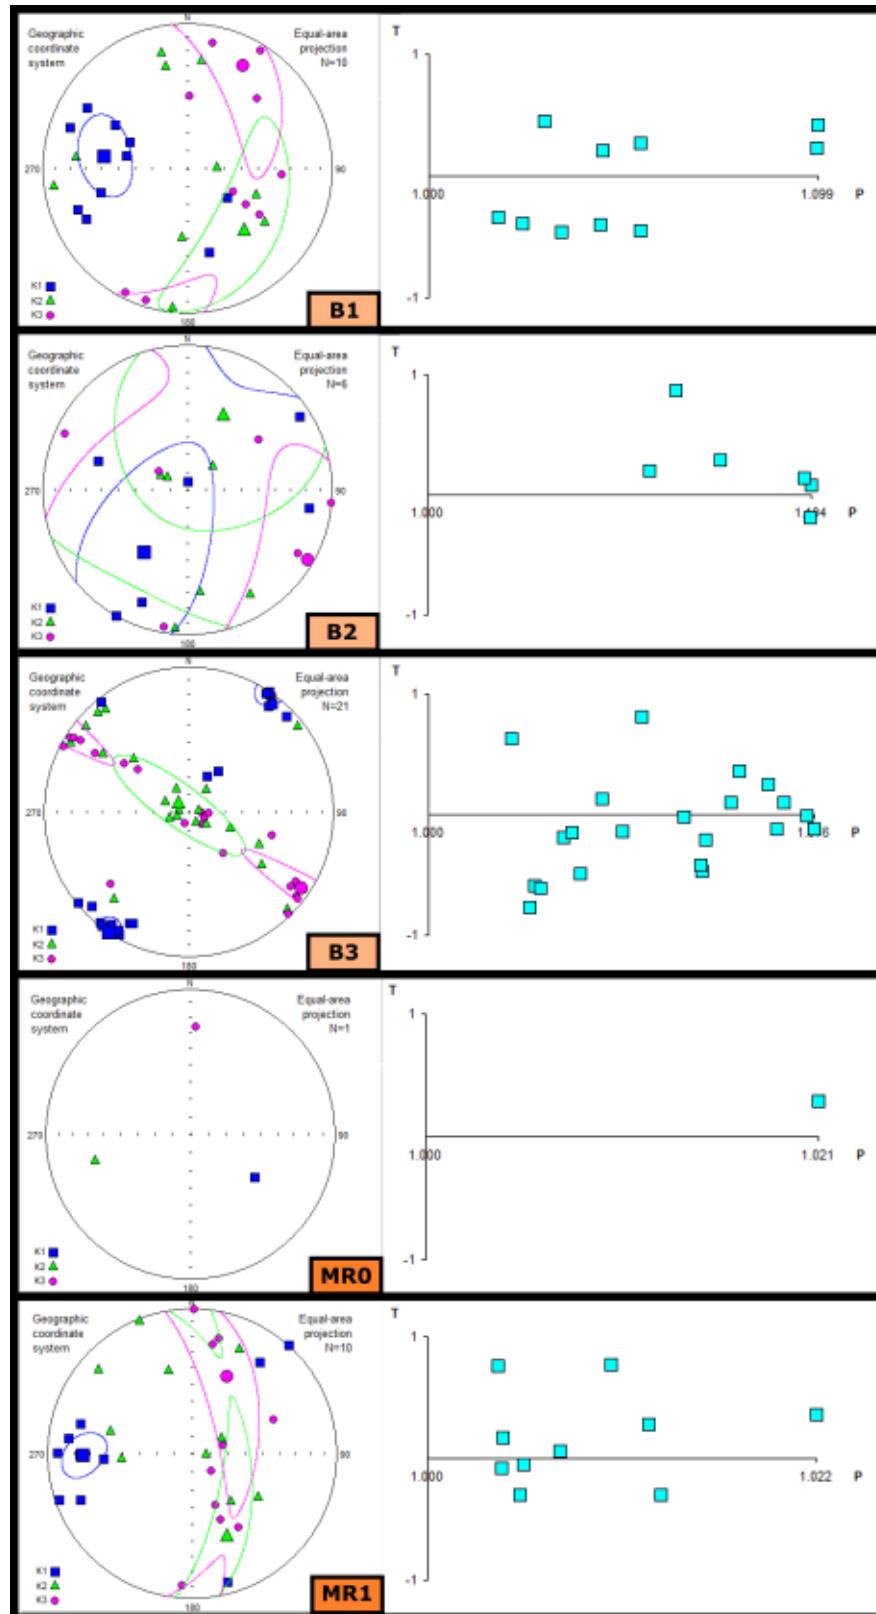 Geographic
coordinate
system
Equal-area
projection
N=10
N
270
90
180
K1
K2
K3
B1
T
1
1.000
1.099
P
-1
Geographic
coordinate
system
Equal-area
projection
N=6
N
270
90
180
K1
K2
K3
B2
T
1
1.000
P
-1
Geographic
coordinate
system
Equal-area
projection
N=21
N
270
90
180
K1
K2
K3
B3
T
1
1.000
P
-1
Geographic
coordinate
system
Equal-area
projection
N=1
N
270
90
180
K1
K2
K3
MR0
T
1
1.000
1.021
P
-1
Geographic
coordinate
system
Equal-area
projection
N=10
N
270
90
180
K1
K2
K3
MR1
T
1
1.000
1.022
P
-1